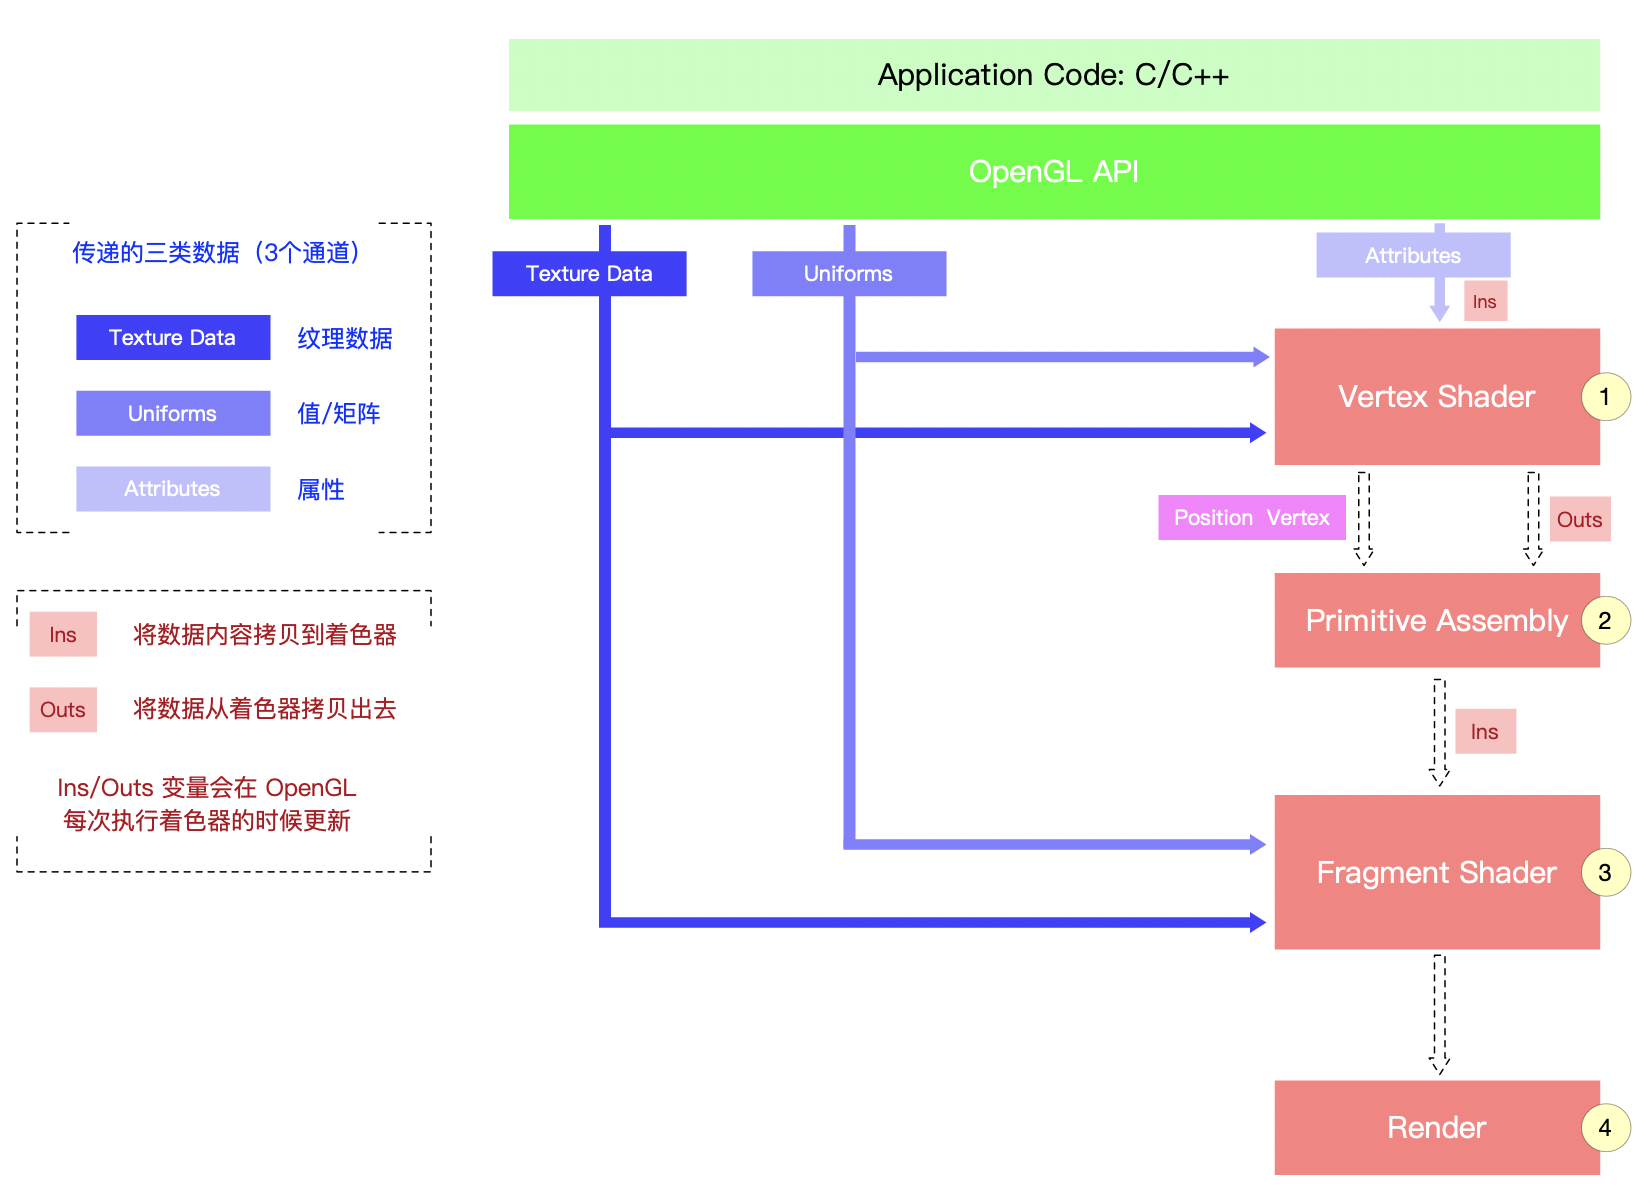 Application Code: C/C++
OpenGL API
传递的三类数据（3个通道）
Texture Data
纹理数据
Uniforms
值/矩阵
Attributes
属性
Ins
将数据内容拷贝到着色器
Outs
将数据从着色器拷贝出去
Ins/Outs 变量会在 OpenGL
每次执行着色器的时候更新
Texture Data
Uniforms
Attributes
Ins
Vertex Shader
1
Position Vertex
Outs
Primitive Assembly
2
Ins
Fragment Shader
3
Render
4